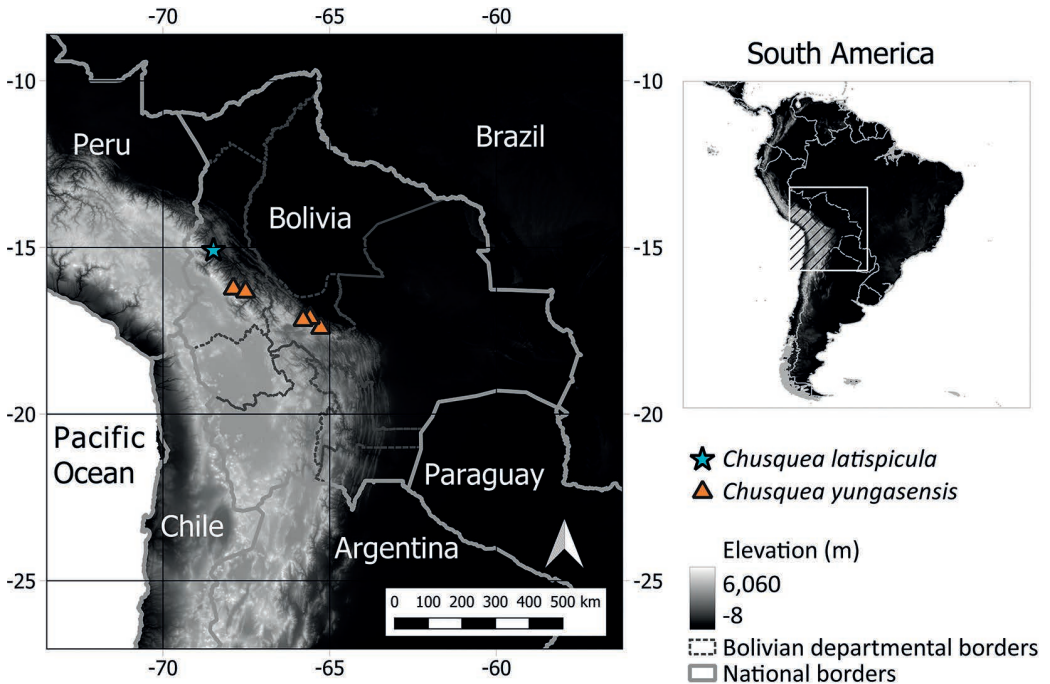 -70 -65 -60
South America
-10 -10
Peru
Brazil
Bolivia
-15 -15
-20 -20
Pacific
Ocean
Paraguay
Chusquea latispicula
Chusquea yungasensis
Chile
Argentina
Elevation (m)
6,060
-8
-25 -25
0 100 200 300 400 500 km
Bolivian departmental borders
National borders
-70 -65 -60